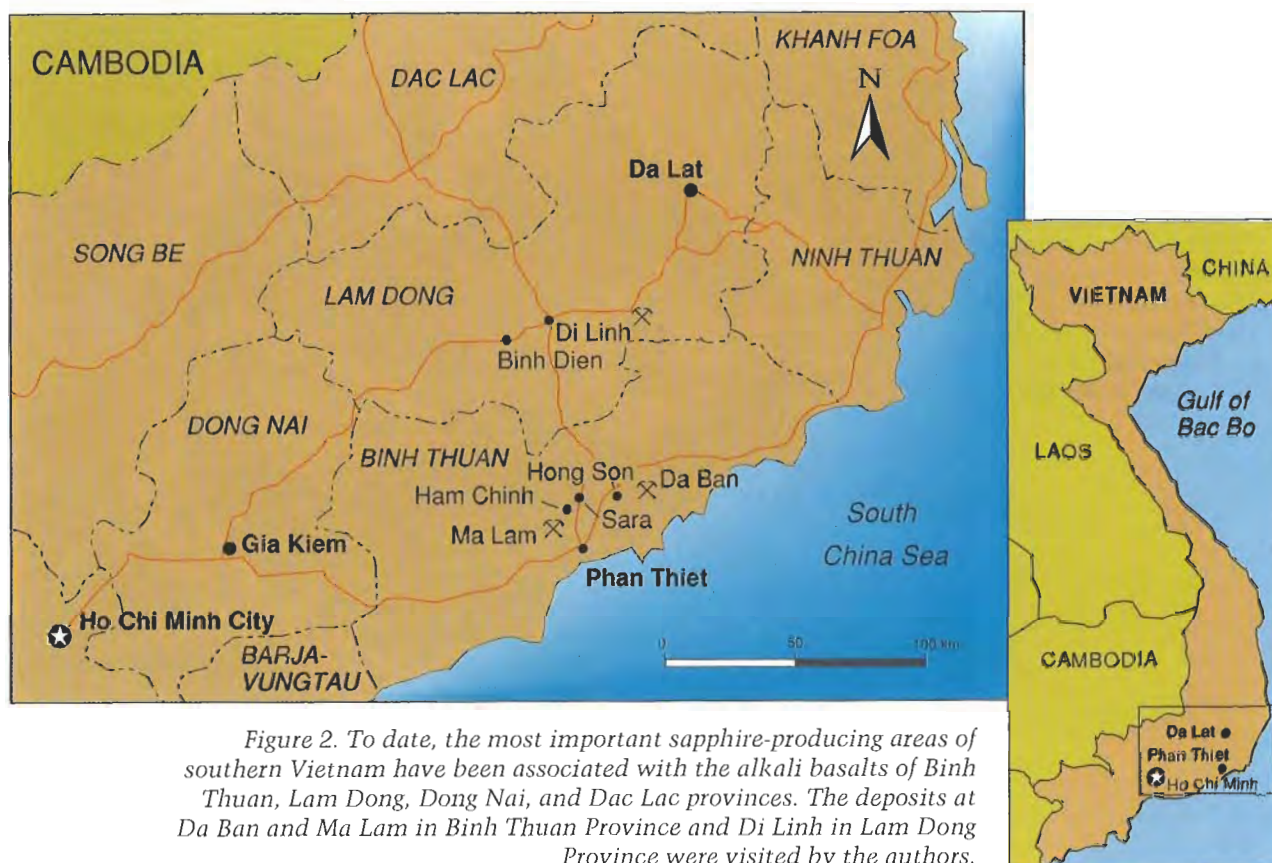 CAMBODIA
DAC LAC
KHANH FOA
N
Da Lat
SONG BE
LAM DONG
NINH THUAN
Di Linh
Binh Dien
DONG NAI
BINH THUAN
Hong Son
Da Ban
Ham Chinh
Sara
Ma Lam
Gia Kiem
Phan Thiet
South
China Sea
Ho Chi Minh City
BARJA-
VUNGTAU
0 50 100 km
CHINA
VIETNAM
Gulf of
Bac Bo
LAOS
CAMBODIA
Da Lat
Phan Thiet
Ho Chi Minh
Figure 2. To date, the most important sapphire-producing areas of
southern Vietnam have been associated with the alkali basalts of Binh
Thuan, Lam Dong, Dong Nai, and Dac Lac provinces. The deposits at
Da Ban and Ma Lam in Binh Thuan Province and Di Linh in Lam Dong
Province were visited by the authors.